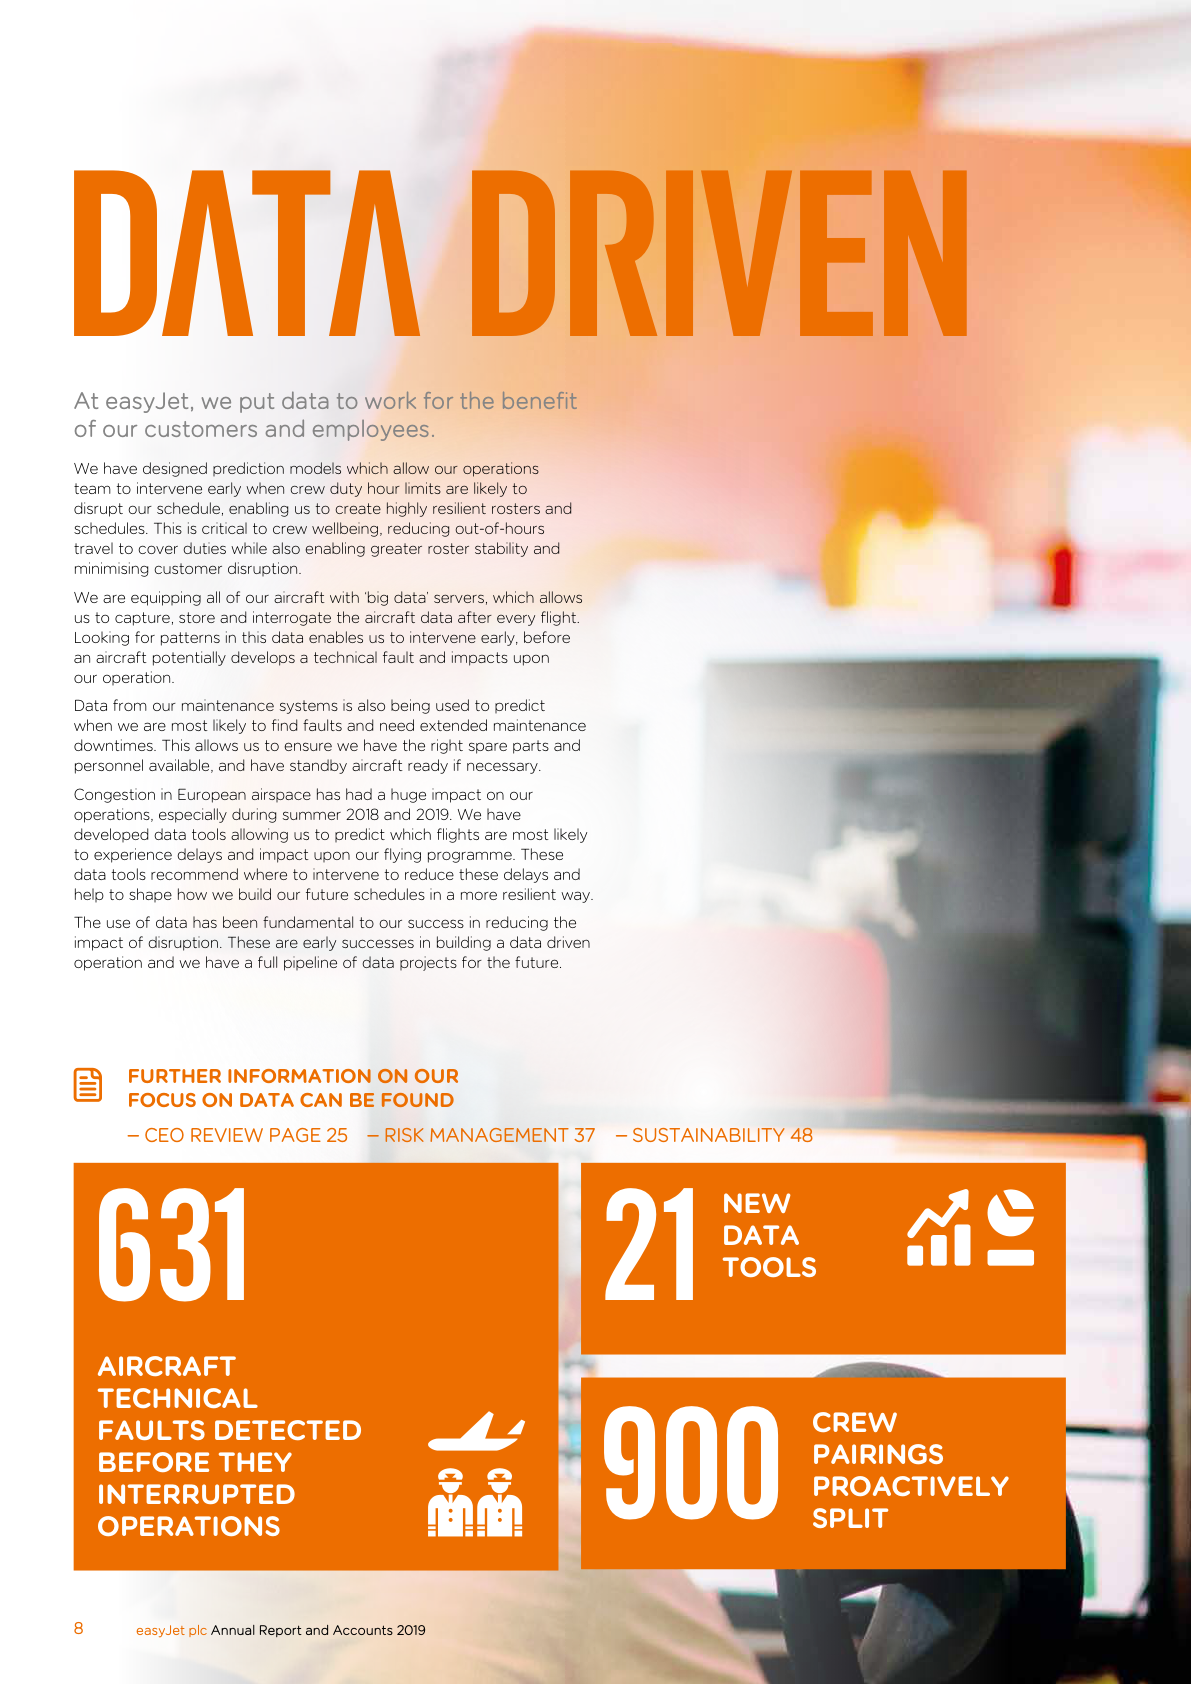 DATA DRIVEN
At easyJet, we put data to work for the benefit
of our customers and employees.
We have designed prediction models which allow our operations
team to intervene early when crew duty hour limits are likely to
disrupt our schedule, enabling us to create highly resilient rosters and
schedules. This is critical to crew wellbeing, reducing out-of-hours
travel to cover duties while also enabling greater roster stability and
minimising customer disruption.
We are equipping all of our aircraft with ‘big data’ servers, which allows
us to capture, store and interrogate the aircraft data after every flight.
Looking for patterns in this data enables us to intervene early, before
an aircraft potentially develops a technical fault and impacts upon
our operation.
Data from our maintenance systems is also being used to predict
when we are most likely to find faults and need extended maintenance
downtimes. This allows us to ensure we have the right spare parts and
personnel available, and have standby aircraft ready if necessary.
Congestion in European airspace has had a huge impact on our
operations, especially during summer 2018 and 2019. We have
developed data tools allowing us to predict which flights are most likely
to experience delays and impact upon our flying programme. These
data tools recommend where to intervene to reduce these delays and
help to shape how we build our future schedules in a more resilient way.
The use of data has been fundamental to our success in reducing the
impact of disruption. These are early successes in building a data driven
operation and we have a full pipeline of data projects for the future.
FURTHER INFORMATION ON OUR
FOCUS ON DATA CAN BE FOUND
– CEO REVIEW PAGE 25 – RISK MANAGEMENT 37 – SUSTAINABILITY 48
631
AIRCRAFT
TECHNICAL
FAULTS DETECTED
BEFORE THEY
INTERRUPTED
OPERATIONS
21
NEW
DATA
TOOLS
900
CREW
PAIRINGS
PROACTIVELY
SPLIT
8 easyJet plc Annual Report and Accounts 2019